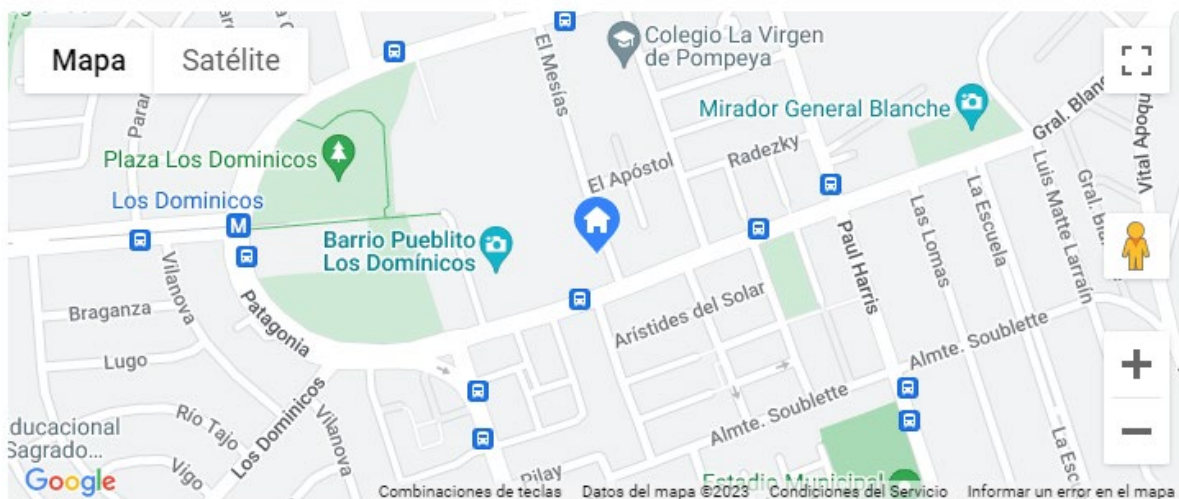 Mapa
Satélite
El Mesías
Colegio La Virgen
de Pompeya
Mirador General Blanche
Gral. Blanc
Vital Apoqu
Plaza Los Dominicos
Radezky
El Apóstol
Los Dominicos
M
Barrio Pueblito
Los Domínicos
Luis Matte Larraín
La Escuela
Las Lomas
Paul Harris
Vilanova
Braganza
Patagonia
Lugo
Arístides del Solar
Almte. Soublette
Los Dominicos
Vilanova
Río Tajo
ducacional
Sagrado...
Vigo
Almte. Soublette
Pilay
Estadio Municipal
La Escu
Google
Combinaciones de teclas
Datos del mapa ©2023
Condiciones del Servicio
Informar un error en el mapa